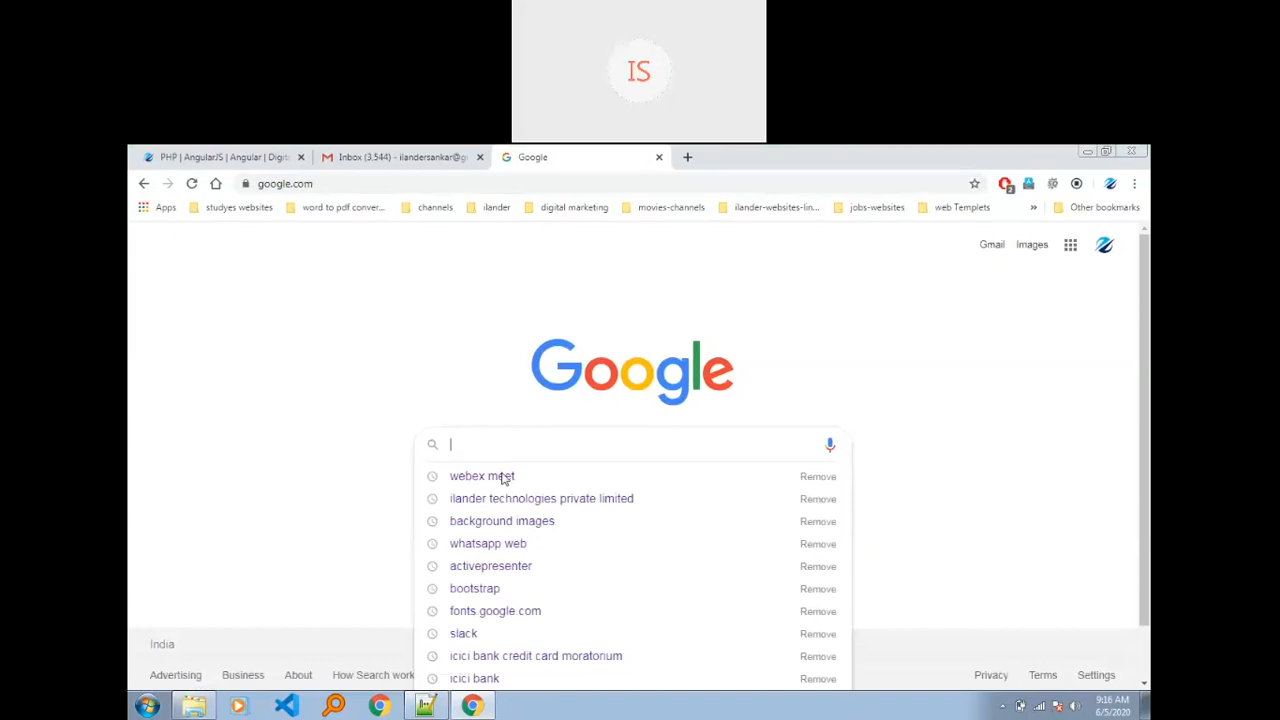 IS
PHP | AngularJS | Angular | Digit
Inbox (3,544) - ilandersankar@g
Google
google.com
2
Apps
studyes websites
word to pdf conver...
channels
ilander
digital marketing
movies-channels
ilander-websites-lin...
jobs-websites
web Templets
»
Other bookmarks
Gmail
Images
Google
webex meet
Remove
ilander technologies private limited
Remove
background images
Remove
whatsapp web
Remove
activepresenter
Remove
bootstrap
Remove
fonts.google.com
Remove
slack
Remove
icici bank credit card moratorium
Remove
icici bank
Remove
India
Advertising
Business
About
How Search work
Privacy
Terms
Settings
9:16 AM
6/5/2020